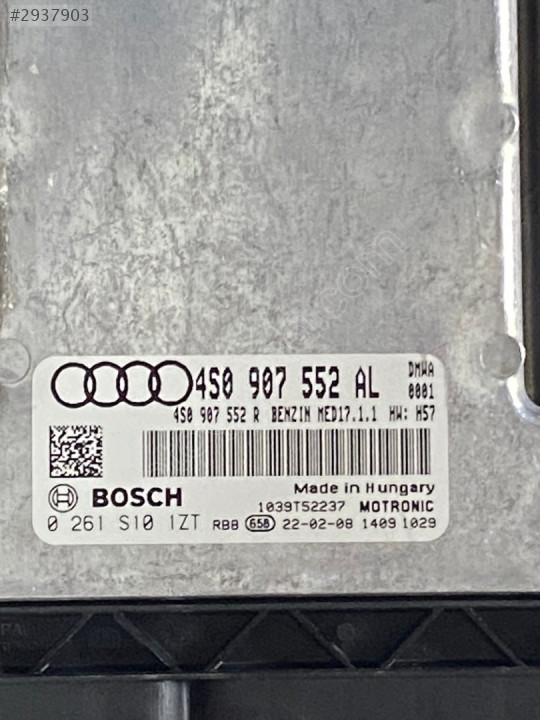 #2937903
4S0 907 552 AL
DMWA
0001
4S0 907 552 R BENZIN MED17.1.1 HW: H57
BOSCH
Made in Hungary
1039T52237 MOTRONIC
0 261 S10 1ZT RBB 658 22-02-08 1409 1029